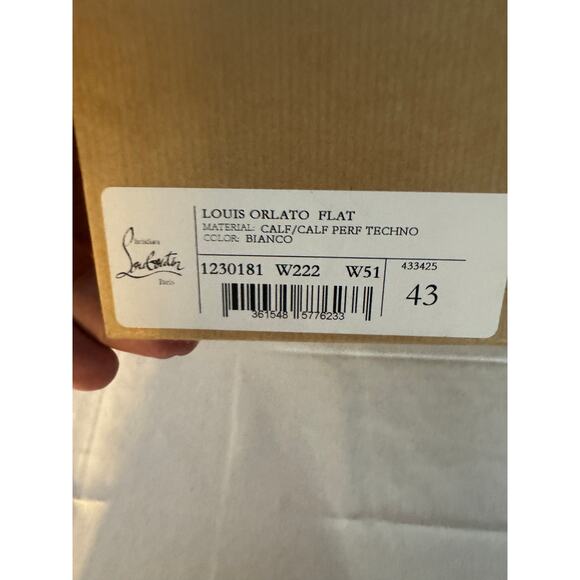 Christian
Louboutin
Paris
LOUIS ORLATO FLAT
MATERIAL: CALF/CALF PERF TECHNO
COLOR: BIANCO
1230181 W222 W51
433425
43
361548 5776233